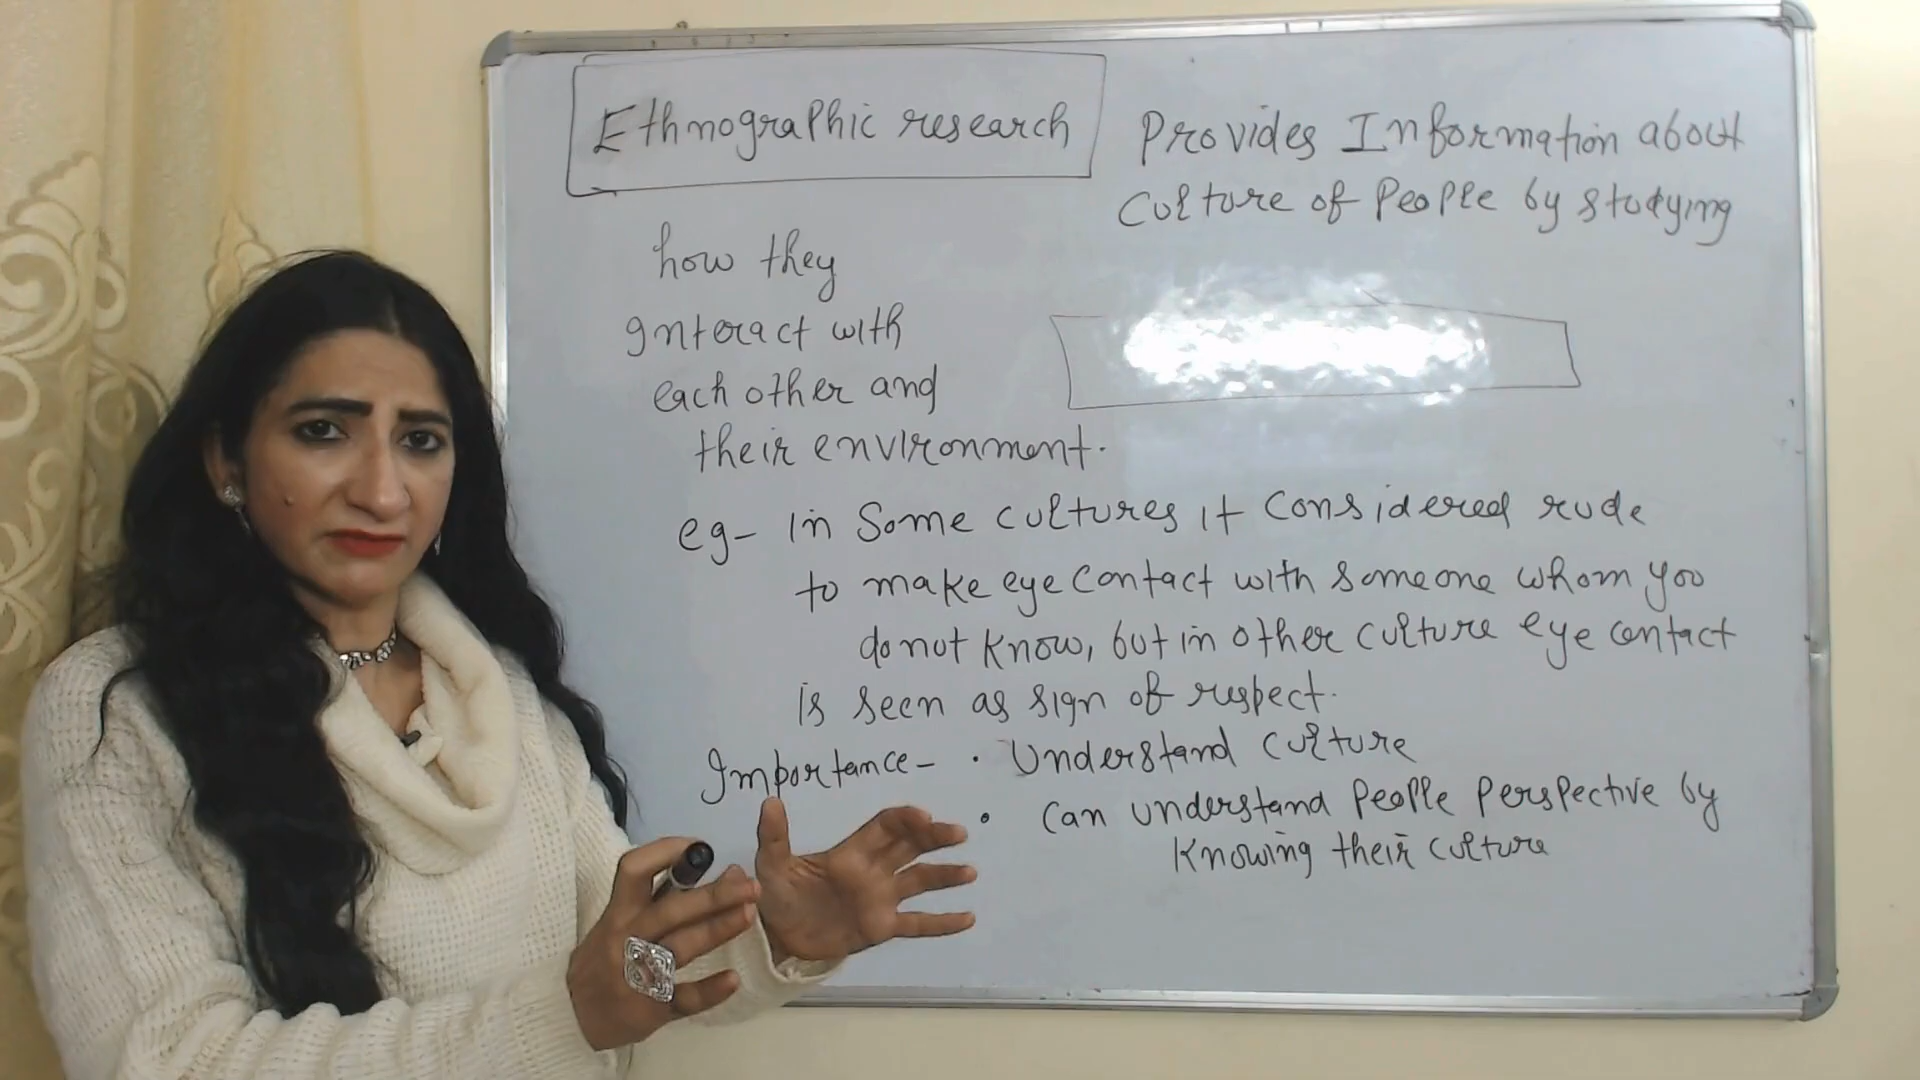 Ethnographic research
Provides Information about
Culture of People by studying
how they
Interact with
each other and
their environment.
eg- in some cultures it considered rude
to make eye contact with someone whom you
do not know, but in other culture eye contact
is seen as sign of respect.
Importance- · Understand culture
· can understand people perspective by
knowing their culture